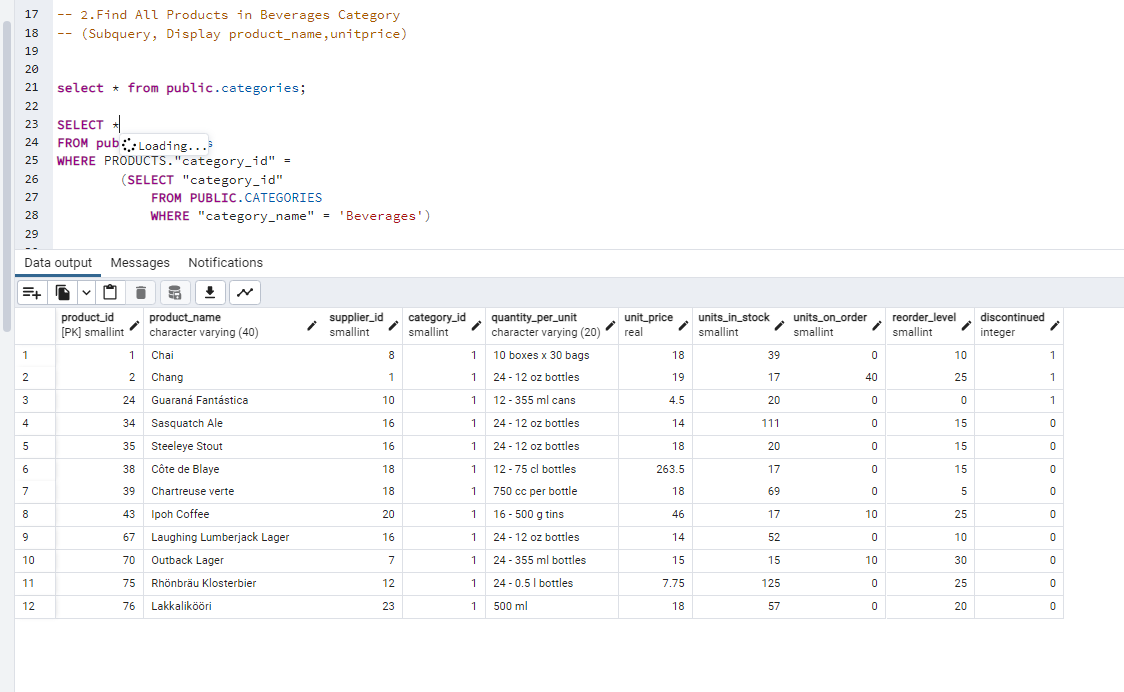 17 -- 2.Find All Products in Beverages Category
18 -- (Subquery, Display product_name,unitprice)
19
20
21 select * from public.categories;
22
23 SELECT *
24 FROM pub Loading... s
25 WHERE PRODUCTS."category_id" =
26 (SELECT "category_id"
27 FROM PUBLIC.CATEGORIES
28 WHERE "category_name" = 'Beverages')
29
Data output Messages Notifications
product_id product_name supplier_id category_id quantity_per_unit unit_price units_in_stock units_on_order reorder_level discontinued
[PK] smallint character varying (40) smallint smallint character varying (20) real smallint smallint smallint integer
1 1 Chai 8 1 10 boxes x 30 bags 18 39 0 10 1
2 2 Chang 1 1 24 - 12 oz bottles 19 17 40 25 1
3 24 Guaraná Fantástica 10 1 12 - 355 ml cans 4.5 20 0 0 1
4 34 Sasquatch Ale 16 1 24 - 12 oz bottles 14 111 0 15 0
5 35 Steeleye Stout 16 1 24 - 12 oz bottles 18 20 0 15 0
6 38 Côte de Blaye 18 1 12 - 75 cl bottles 263.5 17 0 15 0
7 39 Chartreuse verte 18 1 750 cc per bottle 18 69 0 5 0
8 43 Ipoh Coffee 20 1 16 - 500 g tins 46 17 10 25 0
9 67 Laughing Lumberjack Lager 16 1 24 - 12 oz bottles 14 52 0 10 0
10 70 Outback Lager 7 1 24 - 355 ml bottles 15 15 10 30 0
11 75 Rhönbräu Klosterbier 12 1 24 - 0.5 l bottles 7.75 125 0 25 0
12 76 Lakkalikööri 23 1 500 ml 18 57 0 20 0